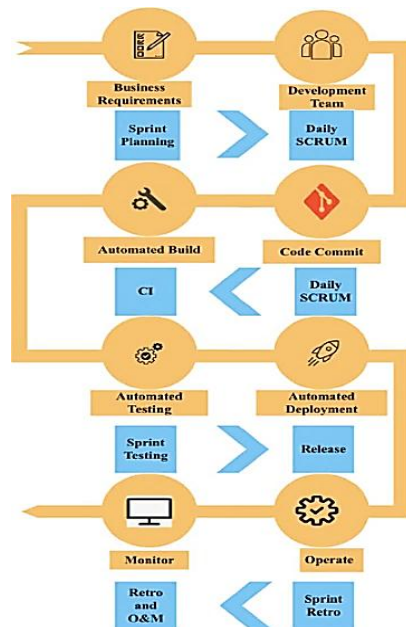 Business
Requirements
Development
Team
Sprint
Planning
Daily
SCRUM
Automated Build
Code Commit
CI
Daily
SCRUM
Automated
Testing
Automated
Deployment
Sprint
Testing
Release
Monitor
Operate
Retro
and
O&M
Sprint
Retro